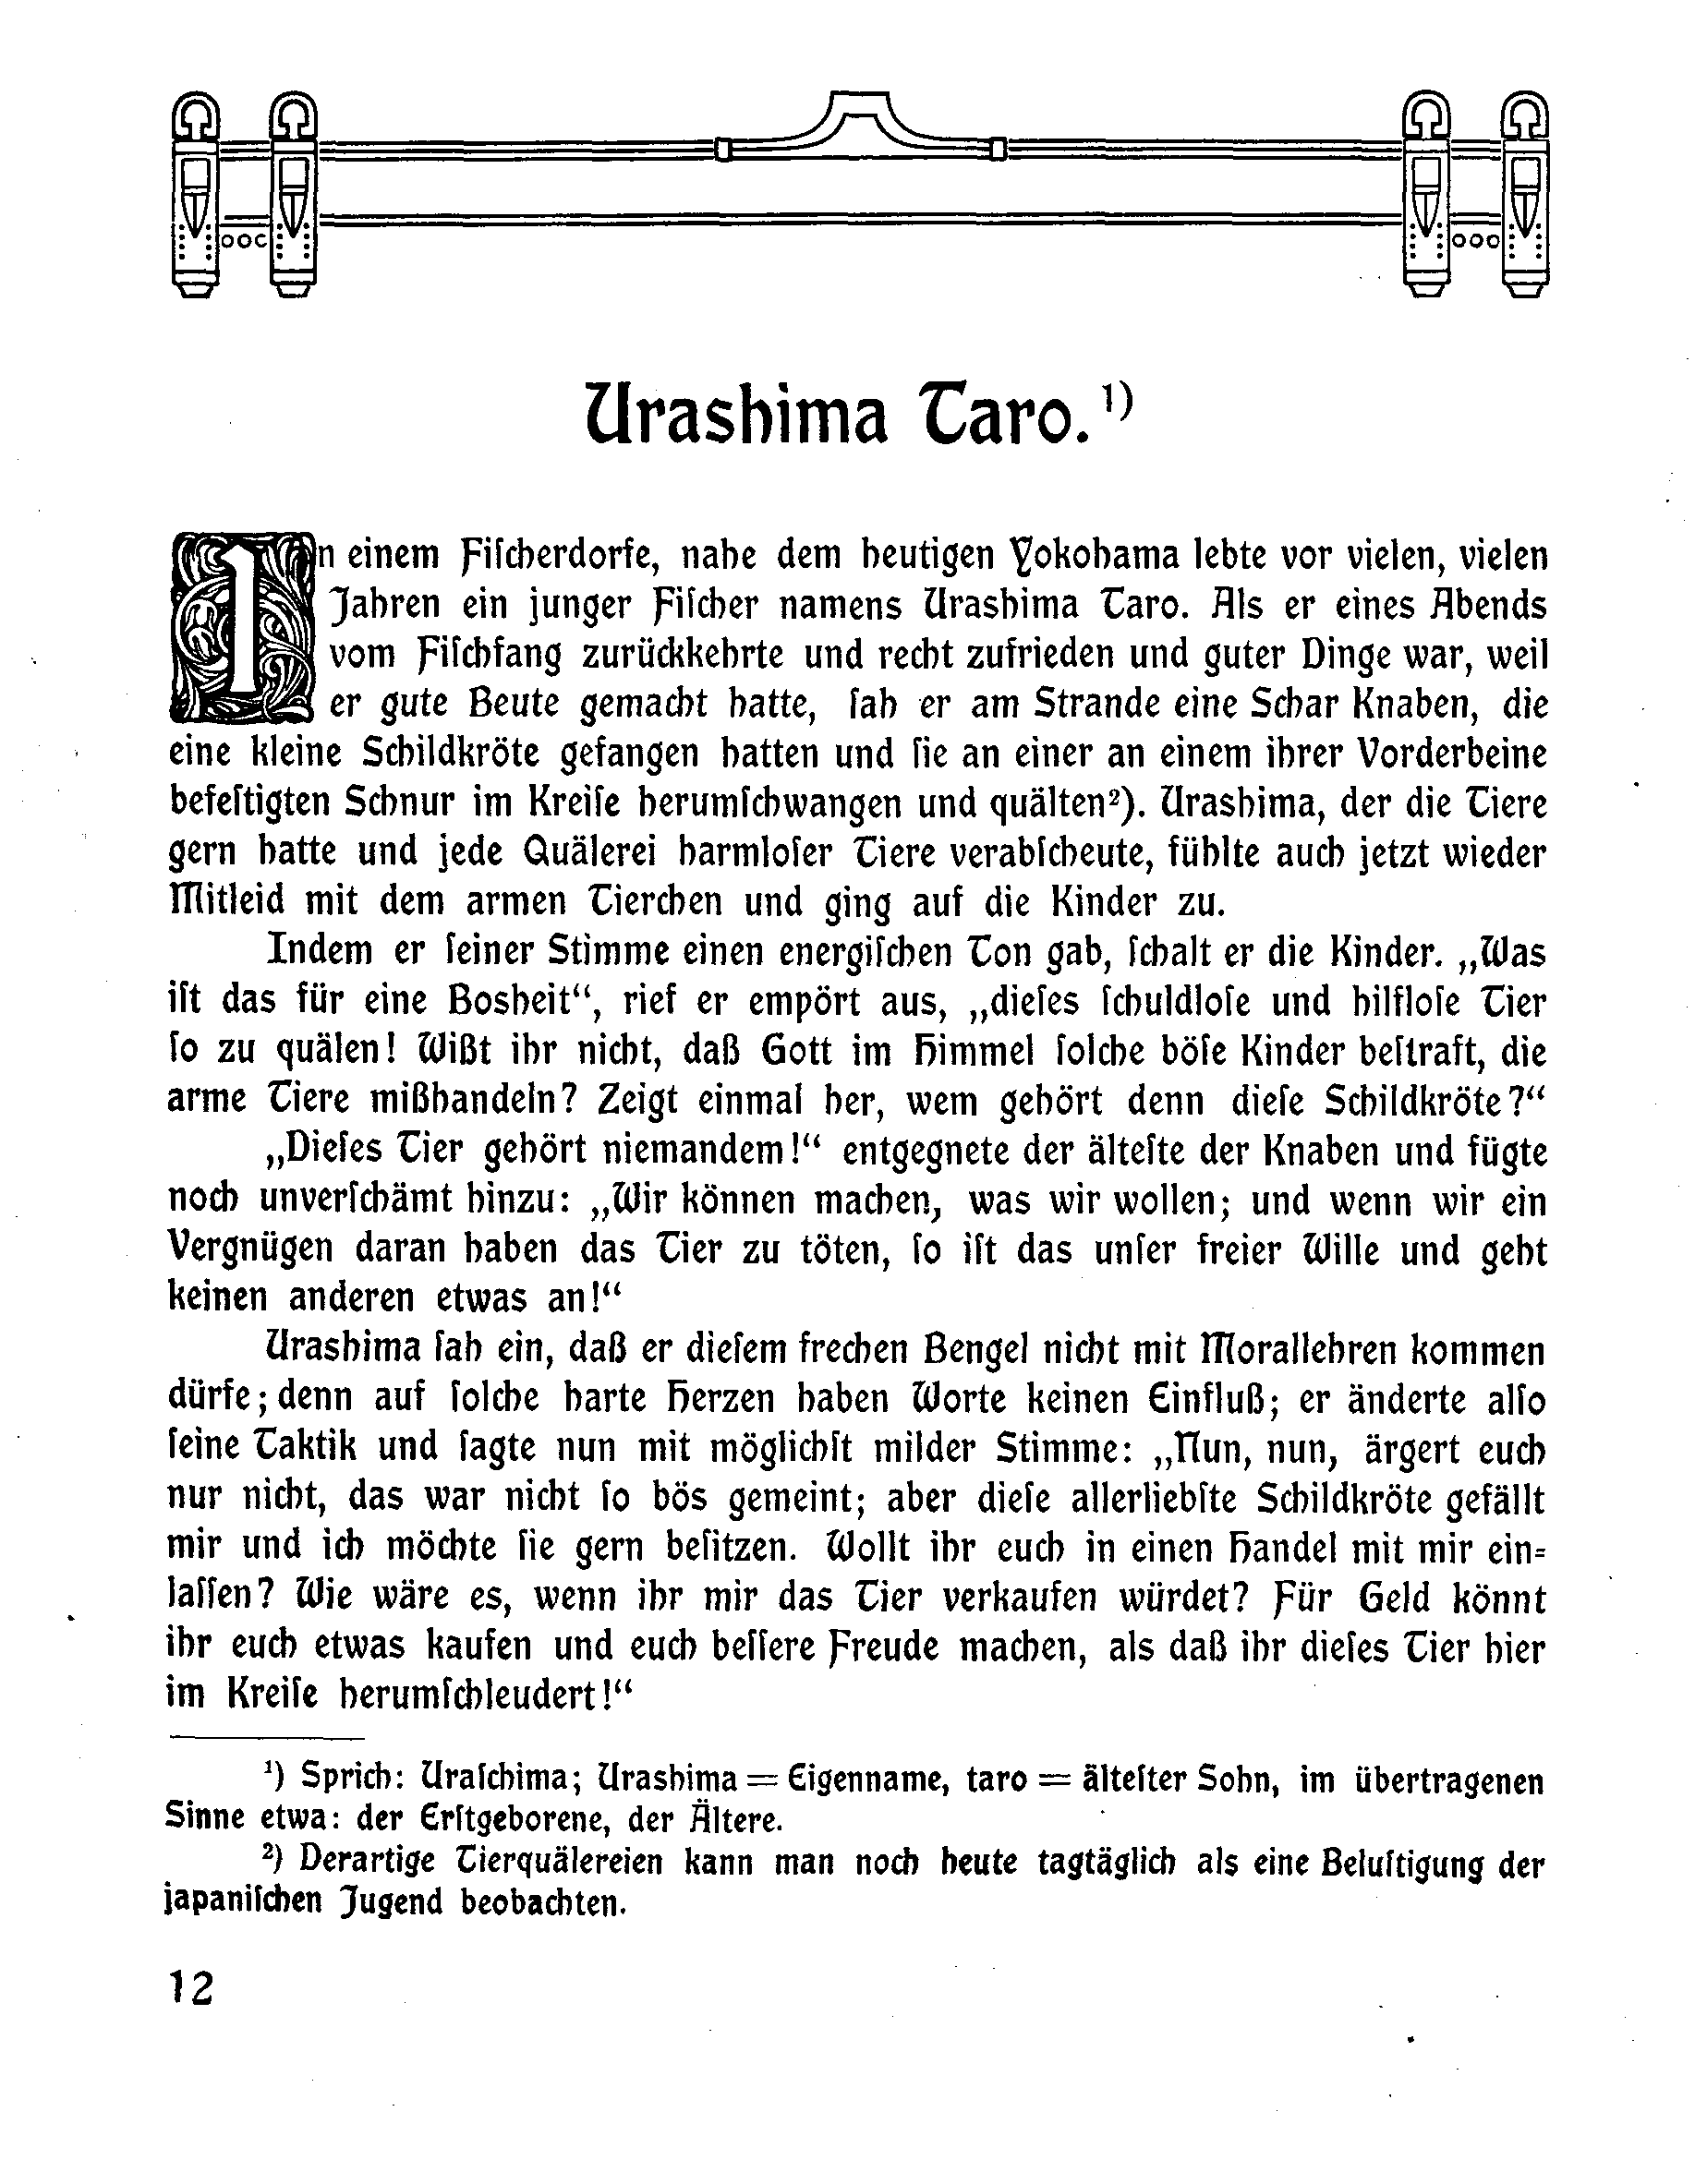 Urashima Taro.¹)
In einem Fiſcherdorfe, nahe dem heutigen Yokohama lebte vor vielen, vielen
Jahren ein junger Fiſcher namens Urashima Taro. Als er eines Abends
vom Fiſchfang zurückkehrte und recht zufrieden und guter Dinge war, weil
er gute Beute gemacht hatte, ſah er am Strande eine Schar Knaben, die
eine kleine Schildkröte gefangen hatten und ſie an einer an einem ihrer Vorderbeine
befeſtigten Schnur im Kreiſe herumſchwangen und quälten²). Urashima, der die Tiere
gern hatte und jede Quälerei harmloſer Tiere verabſcheute, fühlte auch jetzt wieder
Mitleid mit dem armen Tierchen und ging auf die Kinder zu.
Indem er ſeiner Stimme einen energiſchen Ton gab, ſchalt er die Kinder. „Was
iſt das für eine Bosheit“, rief er empört aus, „dieſes ſchuldloſe und hilfloſe Tier
ſo zu quälen! Wißt ihr nicht, daß Gott im Himmel ſolche böſe Kinder beſtraft, die
arme Tiere mißhandeln? Zeigt einmal her, wem gehört denn dieſe Schildkröte?“
„Dieſes Tier gehört niemandem!“ entgegnete der älteſte der Knaben und fügte
noch unverſchämt hinzu: „Wir können machen, was wir wollen; und wenn wir ein
Vergnügen daran haben das Tier zu töten, ſo iſt das unſer freier Wille und geht
keinen anderen etwas an!“
Urashima ſah ein, daß er dieſem frechen Bengel nicht mit Morallehren kommen
dürfe; denn auf ſolche harte Herzen haben Worte keinen Einfluß; er änderte alſo
ſeine Taktik und ſagte nun mit möglichſt milder Stimme: „Nun, nun, ärgert euch
nur nicht, das war nicht ſo bös gemeint; aber dieſe allerliebſte Schildkröte gefällt
mir und ich möchte ſie gern beſitzen. Wollt ihr euch in einen Handel mit mir ein-
laſſen? Wie wäre es, wenn ihr mir das Tier verkaufen würdet? Für Geld könnt
ihr euch etwas kaufen und euch beſſere Freude machen, als daß ihr dieſes Tier hier
im Kreiſe herumſchleudert!“
¹) Sprich: Uraſchima; Urashima = Eigenname, taro = älteſter Sohn, im übertragenen
Sinne etwa: der Erſtgeborene, der Ältere.
²) Derartige Tierquälereien kann man noch heute tagtäglich als eine Beluſtigung der
japaniſchen Jugend beobachten.
12